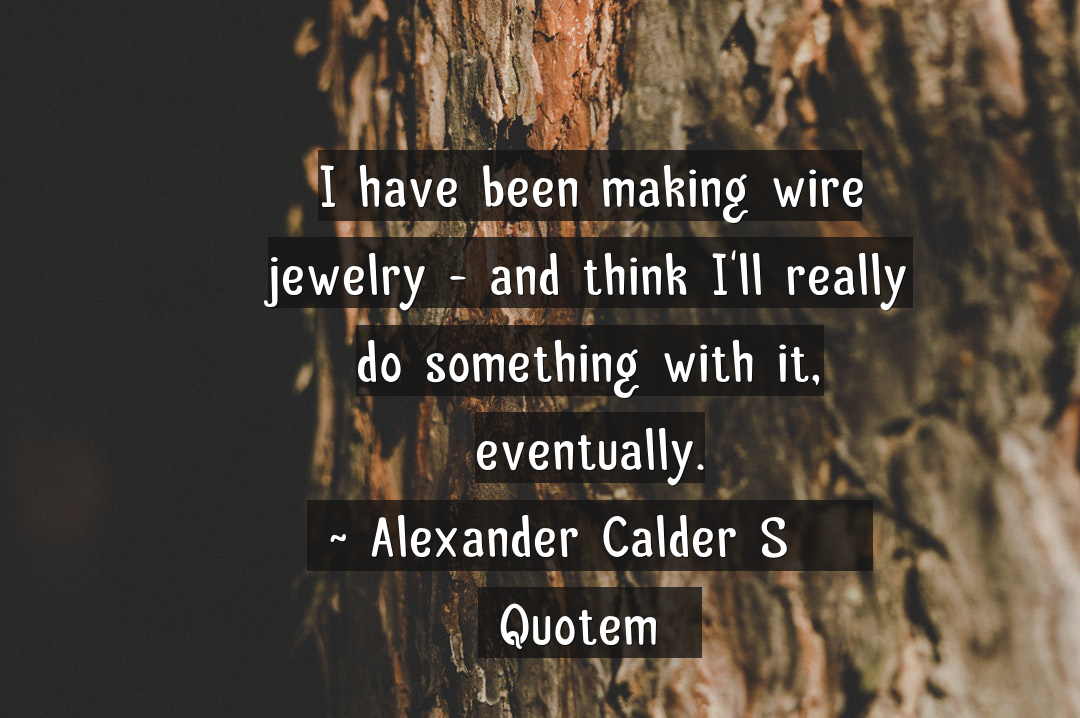 I have been making wire
jewelry - and think I'll really
do something with it,
eventually.
~ Alexander Calder S
Quotem